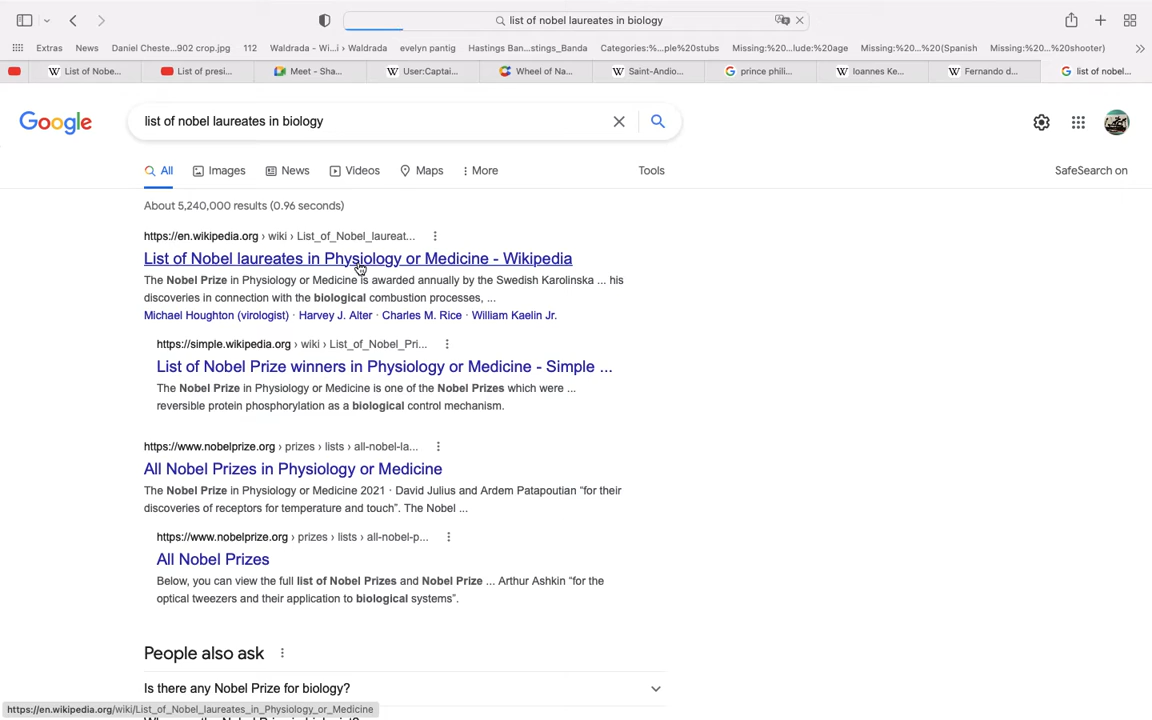 list of nobel laureates in biology
Extras News Daniel Cheste...902 crop.jpg 112 Waldrada - Wi...i › Waldrada evelyn pantig Hastings Ban...stings_Banda Categories:%...ple%20stubs Missing:%20...lude:%20age Missing:%20...%20(Spanish Missing:%20...%20shooter)
List of Nobe... List of presi... Meet - Sha... User:Captai... Wheel of Na... Saint-Andio... prince phili... Ioannes Ke... Fernando d... list of nobel...
Google list of nobel laureates in biology
All Images News Videos Maps More Tools SafeSearch on
About 5,240,000 results (0.96 seconds)
https://en.wikipedia.org › wiki › List_of_Nobel_laureat...
List of Nobel laureates in Physiology or Medicine - Wikipedia
The Nobel Prize in Physiology or Medicine is awarded annually by the Swedish Karolinska ... his
discoveries in connection with the biological combustion processes, ...
Michael Houghton (virologist) · Harvey J. Alter · Charles M. Rice · William Kaelin Jr.
https://simple.wikipedia.org › wiki › List_of_Nobel_Pri...
List of Nobel Prize winners in Physiology or Medicine - Simple ...
The Nobel Prize in Physiology or Medicine is one of the Nobel Prizes which were ...
reversible protein phosphorylation as a biological control mechanism.
https://www.nobelprize.org › prizes › lists › all-nobel-la...
All Nobel Prizes in Physiology or Medicine
The Nobel Prize in Physiology or Medicine 2021 · David Julius and Ardem Patapoutian “for their
discoveries of receptors for temperature and touch”. The Nobel ...
https://www.nobelprize.org › prizes › lists › all-nobel-p...
All Nobel Prizes
Below, you can view the full list of Nobel Prizes and Nobel Prize ... Arthur Ashkin “for the
optical tweezers and their application to biological systems”.
People also ask
Is there any Nobel Prize for biology?
https://en.wikipedia.org/wiki/List_of_Nobel_laureates_in_Physiology_or_Medicine